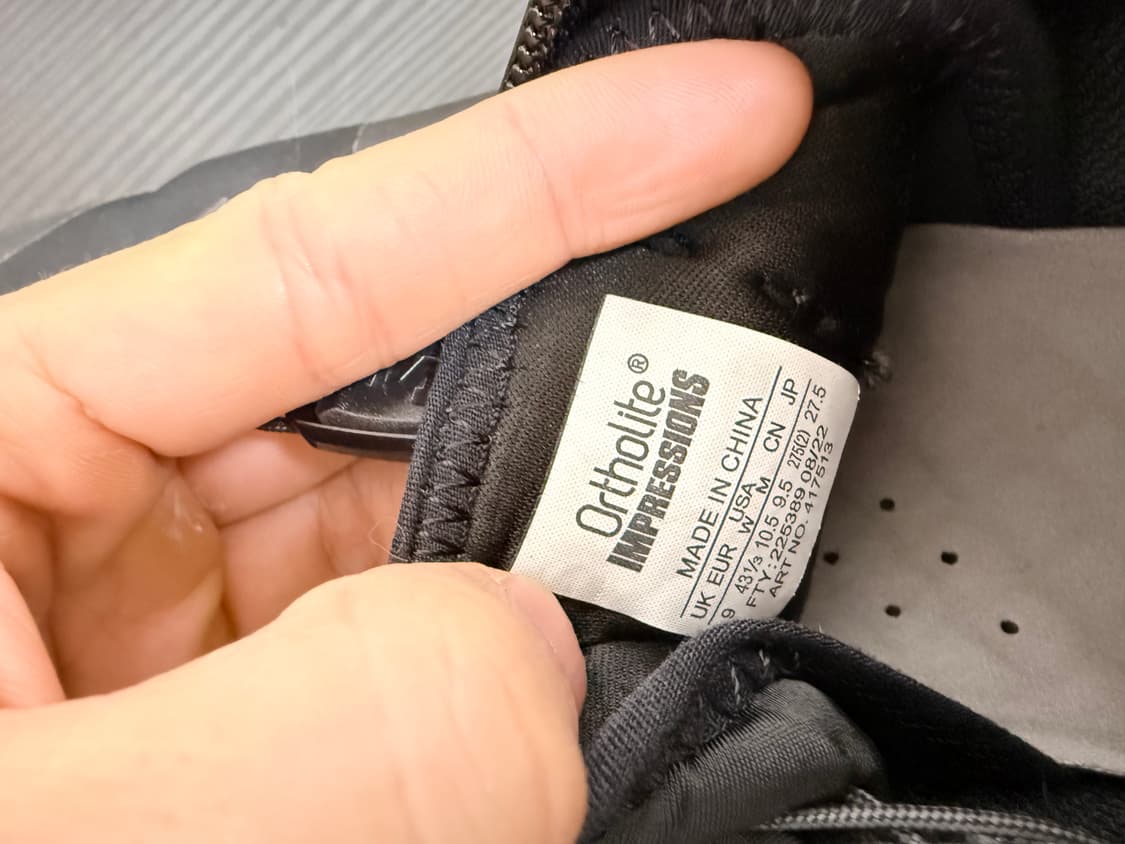 Ortholite®
IMPRESSIONS
MADE IN CHINA
UK EUR USA CN JP
W M
9 43⅓ 10.5 9.5 275(2) 27.5
FTY:225389 08/22
ART NO. 417513